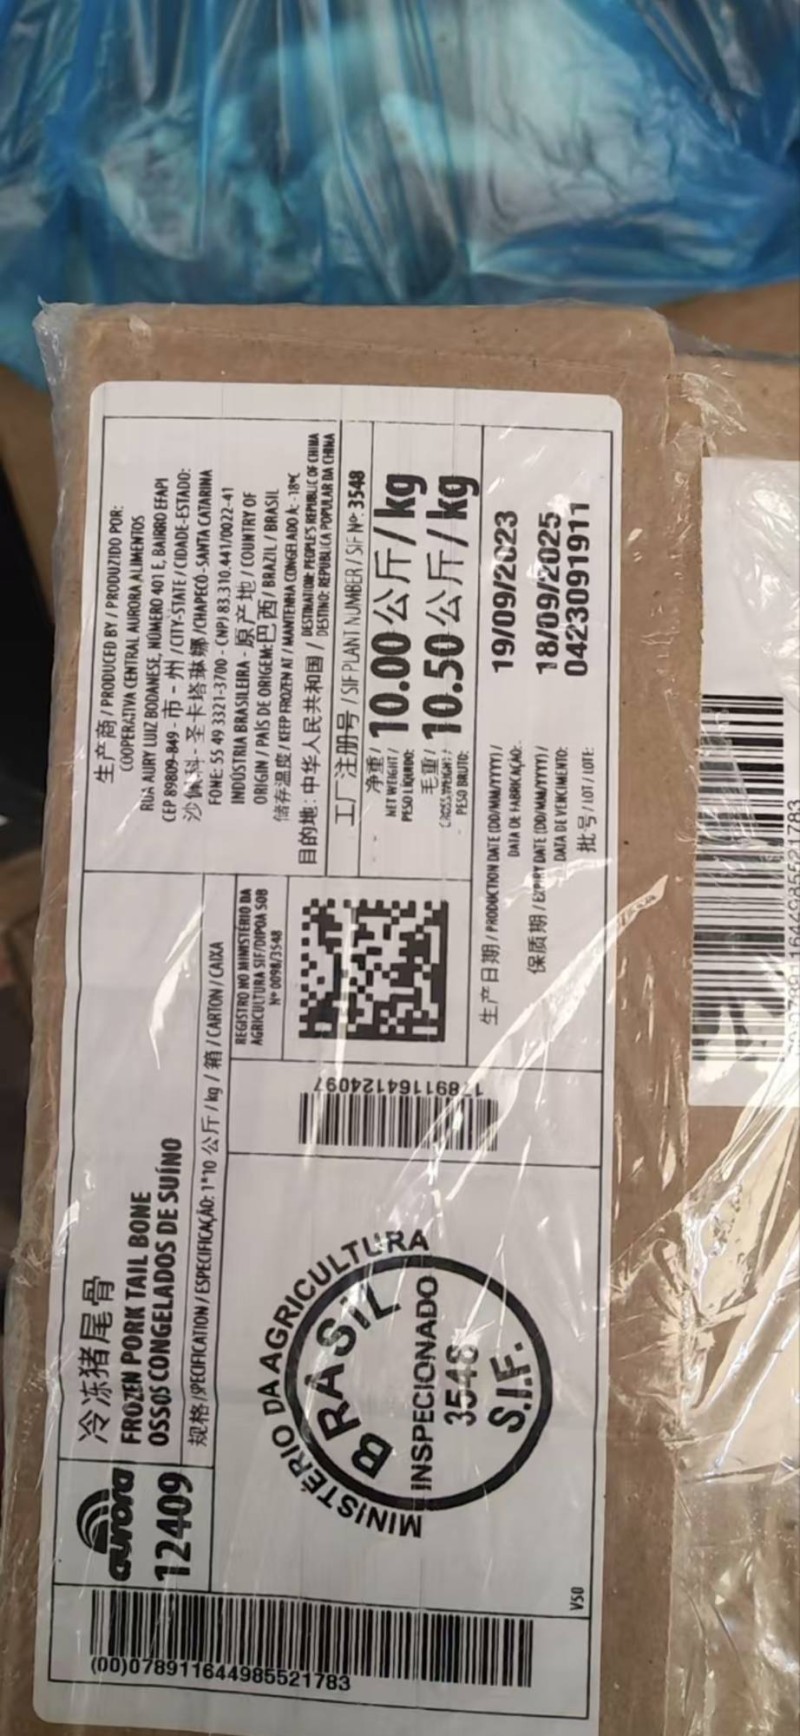 aurora
12409
冷冻猪尾骨
FROZEN PORK TAIL BONE
OSSOS CONGELADOS DE SUÍNO
规格/SPECIFICATION/ESPECIFICAÇÃO: 1*10 公斤/kg/箱/CARTON/CAIXA
生产商/PRODUCED BY/PRODUZIDO POR:
COOPERATIVA CENTRAL AURORA ALIMENTOS
RUA AURY LUIZ BODANESE, NÚMERO 401 E, BAIRRO EFAPI
CEP 89809-849 - 市 - 州/CITY-STATE/CIDADE-ESTADO:
沙佩科 - 圣卡塔琳娜/CHAPECÓ-SANTA CATARINA
FONE: 55 49 3321-3700 - CNPJ 83.310.441/0022-41
INDÚSTRIA BRASILEIRA - 原产地/COUNTRY OF
ORIGIN/PAÍS DE ORIGEM: 巴西/BRAZIL/BRASIL
储存温度/KEEP FROZEN AT/MANTENHA CONGELADO A: -18℃
目的地: 中华人民共和国/DESTINATION: PEOPLE'S REPUBLIC OF CHINA
DESTINO: REPÚBLICA POPULAR DA CHINA
工厂注册号/SIF PLANT NUMBER/SIF Nº: 3548
净重/ 10.00 公斤/kg
NET WEIGHT/
PESO LÍQUIDO:
毛重/ 10.50 公斤/kg
GROSS WEIGHT/
PESO BRUTO:
REGISTRO NO MINISTÉRIO DA
AGRICULTURA SIF/DIPOA SOB
Nº 0098/3548
17891164124097
生产日期/PRODUCTION DATE (DD/MM/YYYY)/ 19/09/2023
DATA DE FABRICAÇÃO:
保质期/EXPIRY DATE (DD/MM/YYYY)/ 18/09/2025
DATA DE VENCIMENTO:
批号/LOT/LOTE: 0423091911
MINISTÉRIO DA AGRICULTURA
BRASIL
INSPECIONADO
3548
S.I.F.
V50
(00)078911644985521783